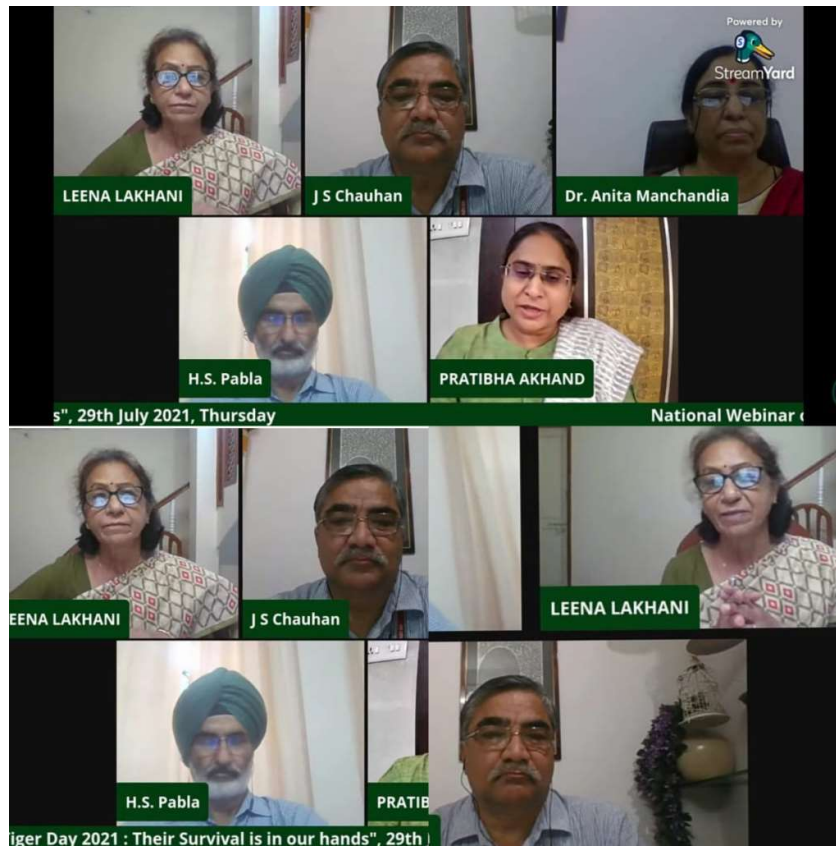 Powered by
StreamYard
LEENA LAKHANI
J S Chauhan
Dr. Anita Manchandia
H.S. Pabla
PRATIBHA AKHAND
s", 29th July 2021, Thursday
National Webinar
EENA LAKHANI
J S Chauhan
LEENA LAKHANI
H.S. Pabla
PRATIB
iger Day 2021 : Their Survival is in our hands", 29th